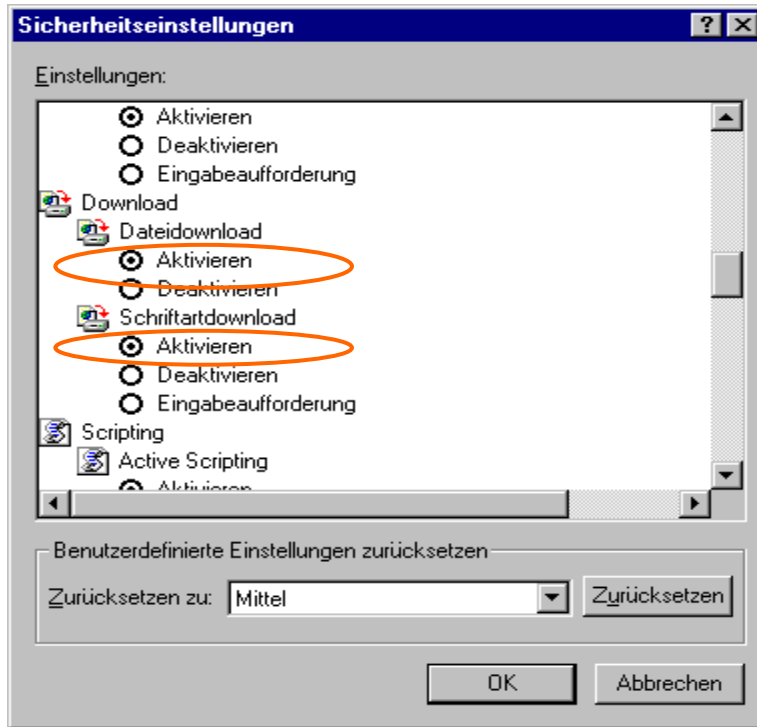 Sicherheitseinstellungen
Einstellungen:
Aktivieren
Deaktivieren
Eingabeaufforderung
Download
Dateidownload
Aktivieren
Deaktivieren
Schriftartdownload
Aktivieren
Deaktivieren
Eingabeaufforderung
Scripting
Active Scripting
Aktivieren
Benutzerdefinierte Einstellungen zurücksetzen
Zurücksetzen zu: Mittel Zurücksetzen
OK Abbrechen